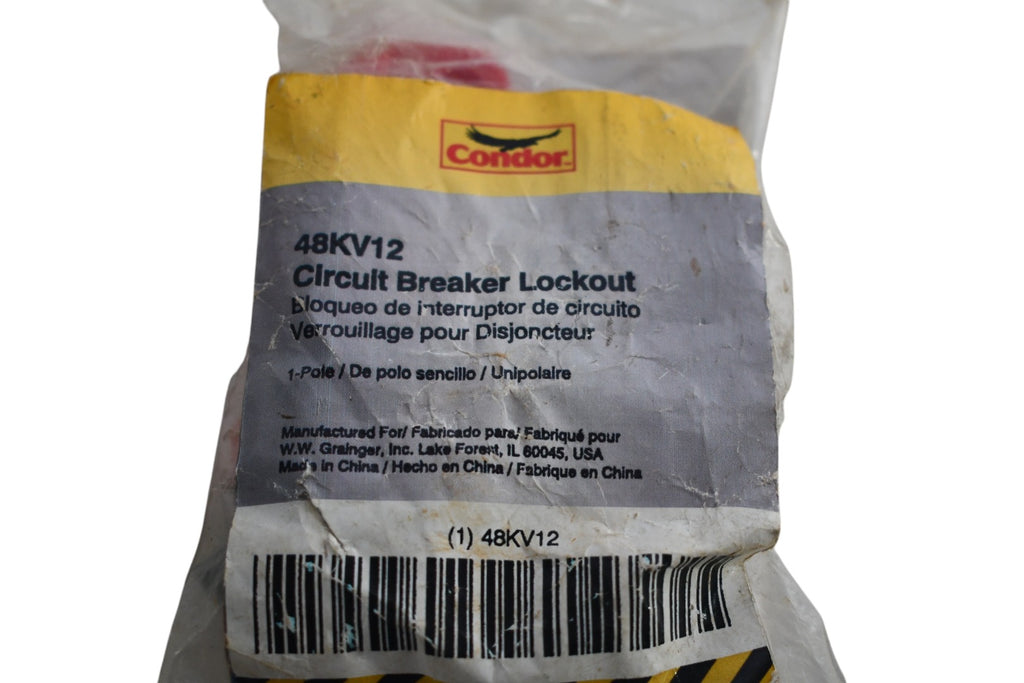 Condor
48KV12
Circuit Breaker Lockout
Bloqueo de interruptor de circuito
Verrouillage pour Disjoncteur
1-Pole / De polo sencillo / Unipolaire
Manufactured For/ Fabricado para/ Fabriqué pour
W.W. Grainger, Inc. Lake Forest, IL 60045, USA
Made in China / Hecho en China / Fabrique en China
(1) 48KV12